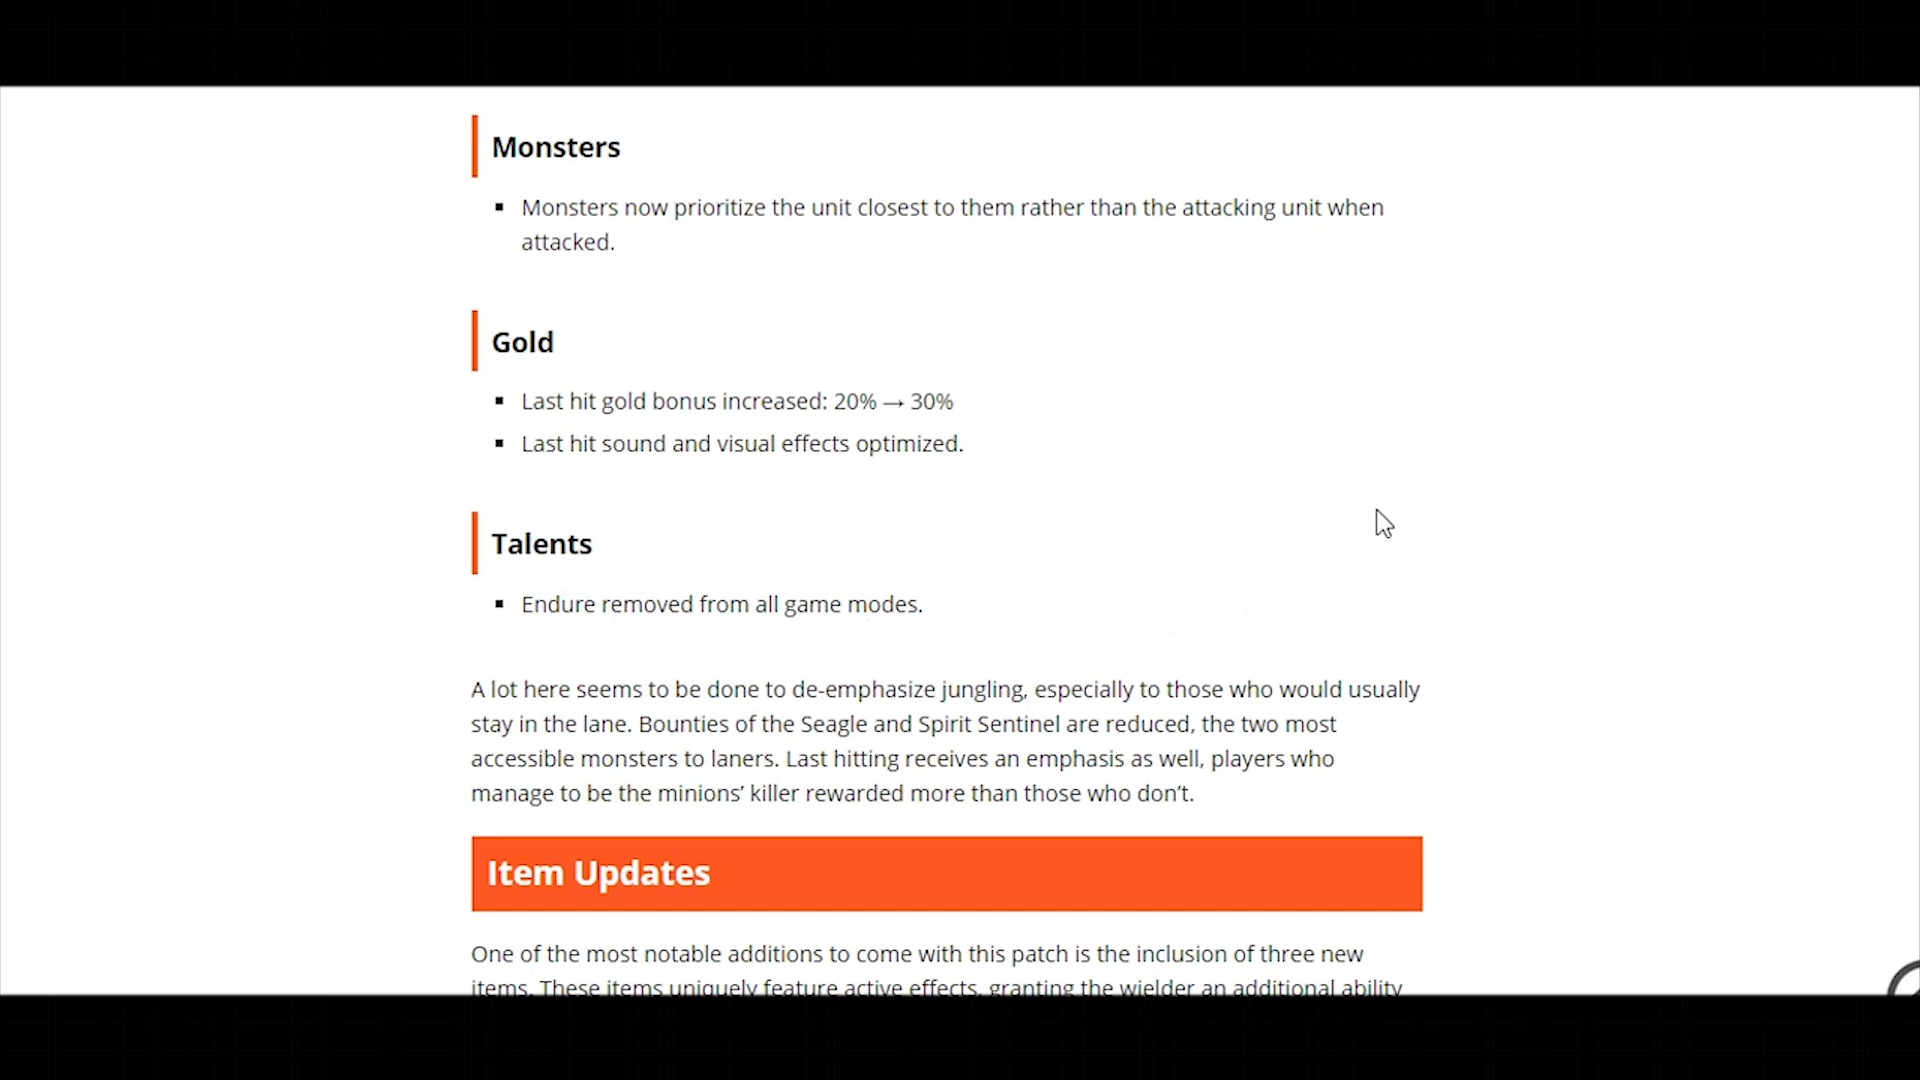 Monsters
Monsters now prioritize the unit closest to them rather than the attacking unit when
attacked.
Gold
Last hit gold bonus increased: 20% → 30%
Last hit sound and visual effects optimized.
Talents
Endure removed from all game modes.
A lot here seems to be done to de-emphasize jungling, especially to those who would usually
stay in the lane. Bounties of the Seagle and Spirit Sentinel are reduced, the two most
accessible monsters to laners. Last hitting receives an emphasis as well, players who
manage to be the minions’ killer rewarded more than those who don’t.
Item Updates
One of the most notable additions to come with this patch is the inclusion of three new
items. These items uniquely feature active effects, granting the wielder an additional ability